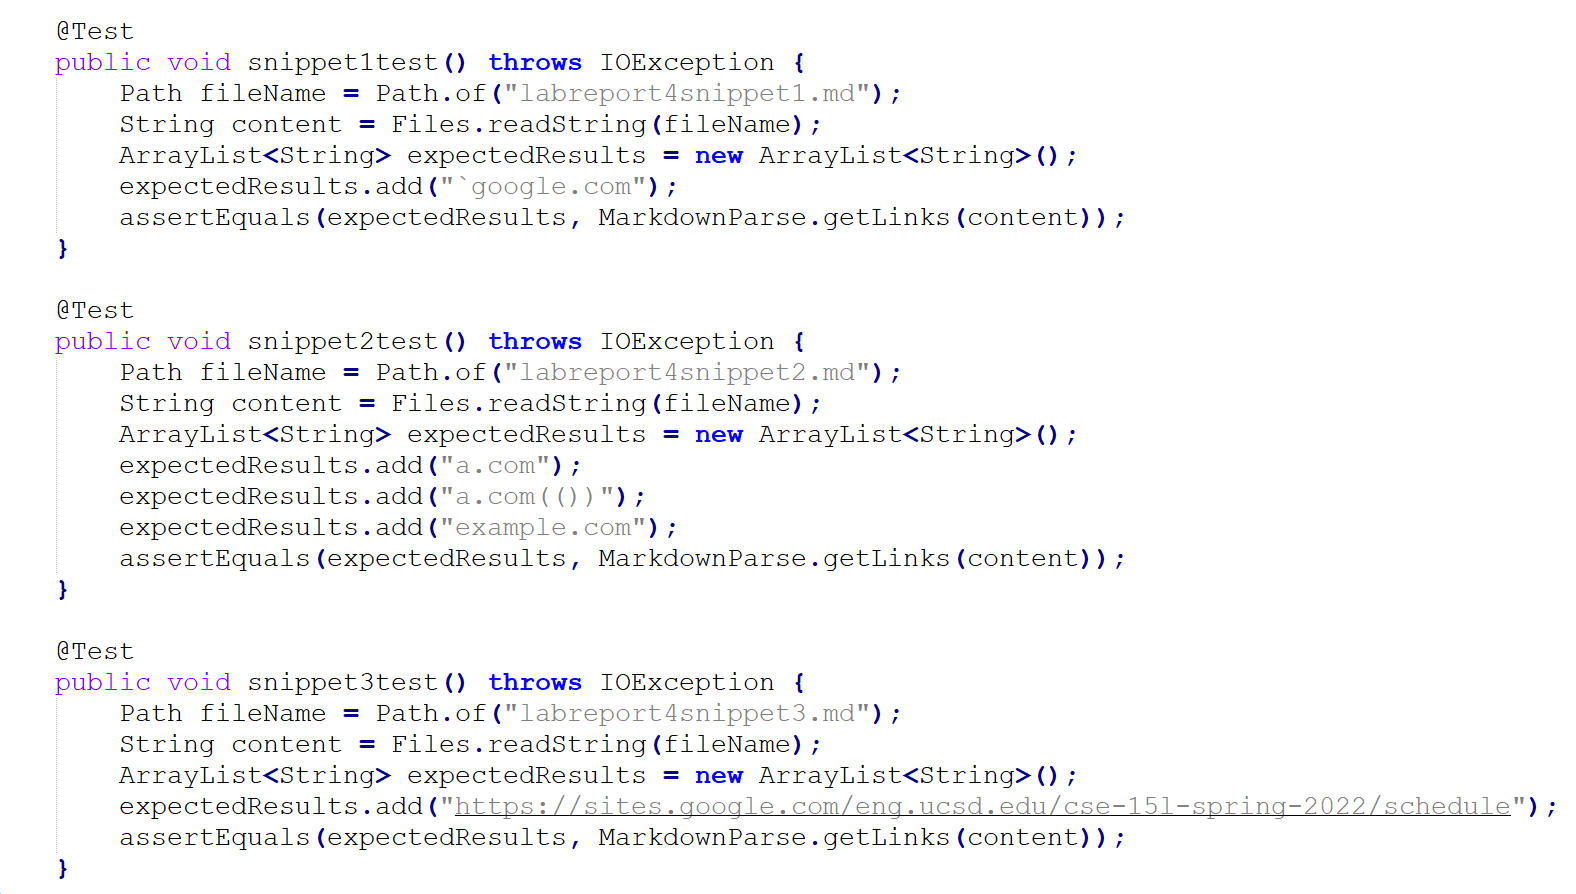 @Test
public void snippet1test() throws IOException {
    Path fileName = Path.of("labreport4snippet1.md");
    String content = Files.readString(fileName);
    ArrayList<String> expectedResults = new ArrayList<String>();
    expectedResults.add("`google.com");
    assertEquals(expectedResults, MarkdownParse.getLinks(content));
}

@Test
public void snippet2test() throws IOException {
    Path fileName = Path.of("labreport4snippet2.md");
    String content = Files.readString(fileName);
    ArrayList<String> expectedResults = new ArrayList<String>();
    expectedResults.add("a.com");
    expectedResults.add("a.com(())");
    expectedResults.add("example.com");
    assertEquals(expectedResults, MarkdownParse.getLinks(content));
}

@Test
public void snippet3test() throws IOException {
    Path fileName = Path.of("labreport4snippet3.md");
    String content = Files.readString(fileName);
    ArrayList<String> expectedResults = new ArrayList<String>();
    expectedResults.add("https://sites.google.com/eng.ucsd.edu/cse-15l-spring-2022/schedule");
    assertEquals(expectedResults, MarkdownParse.getLinks(content));
}